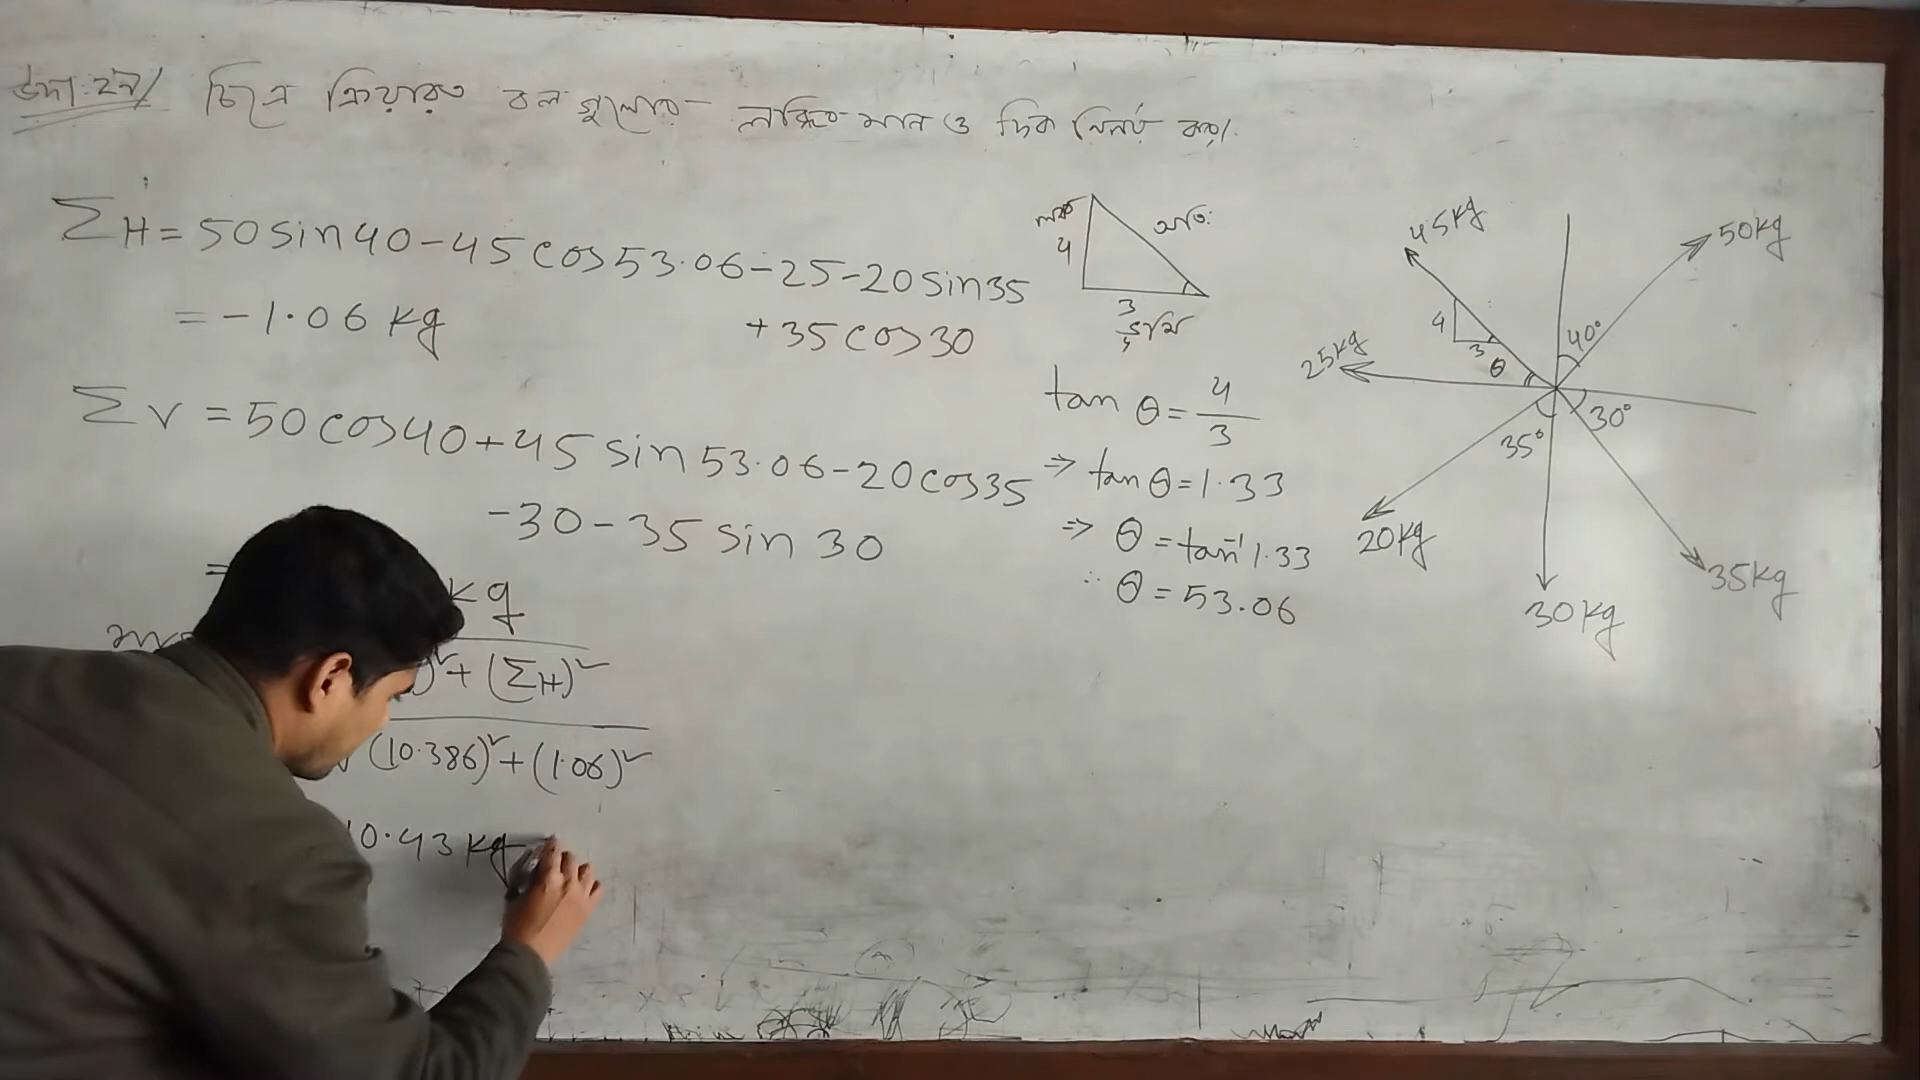 উদা: ২৭/ চিত্রে ক্রিয়ারত বল গুলোর লব্ধির মান ও দিক নির্ণয় কর।
ΣH = 50 sin 40 - 45 cos 53.06 - 25 - 20 sin 35
+ 35 cos 30
= -1.06 kg
ΣV = 50 cos 40 + 45 sin 53.06 - 20 cos 35
- 30 - 35 sin 30
= kg
)² + (ΣH)²
(10.386)² + (1.06)²
10.43 kg
লম্ব
4
অতি:
3
ভূমি
tan θ = 4/3
⇒ tan θ = 1.33
⇒ θ = tan⁻¹ 1.33
∴ θ = 53.06
45kg
50kg
4
3
40°
25kg
θ
30°
35°
20kg
35kg
30kg